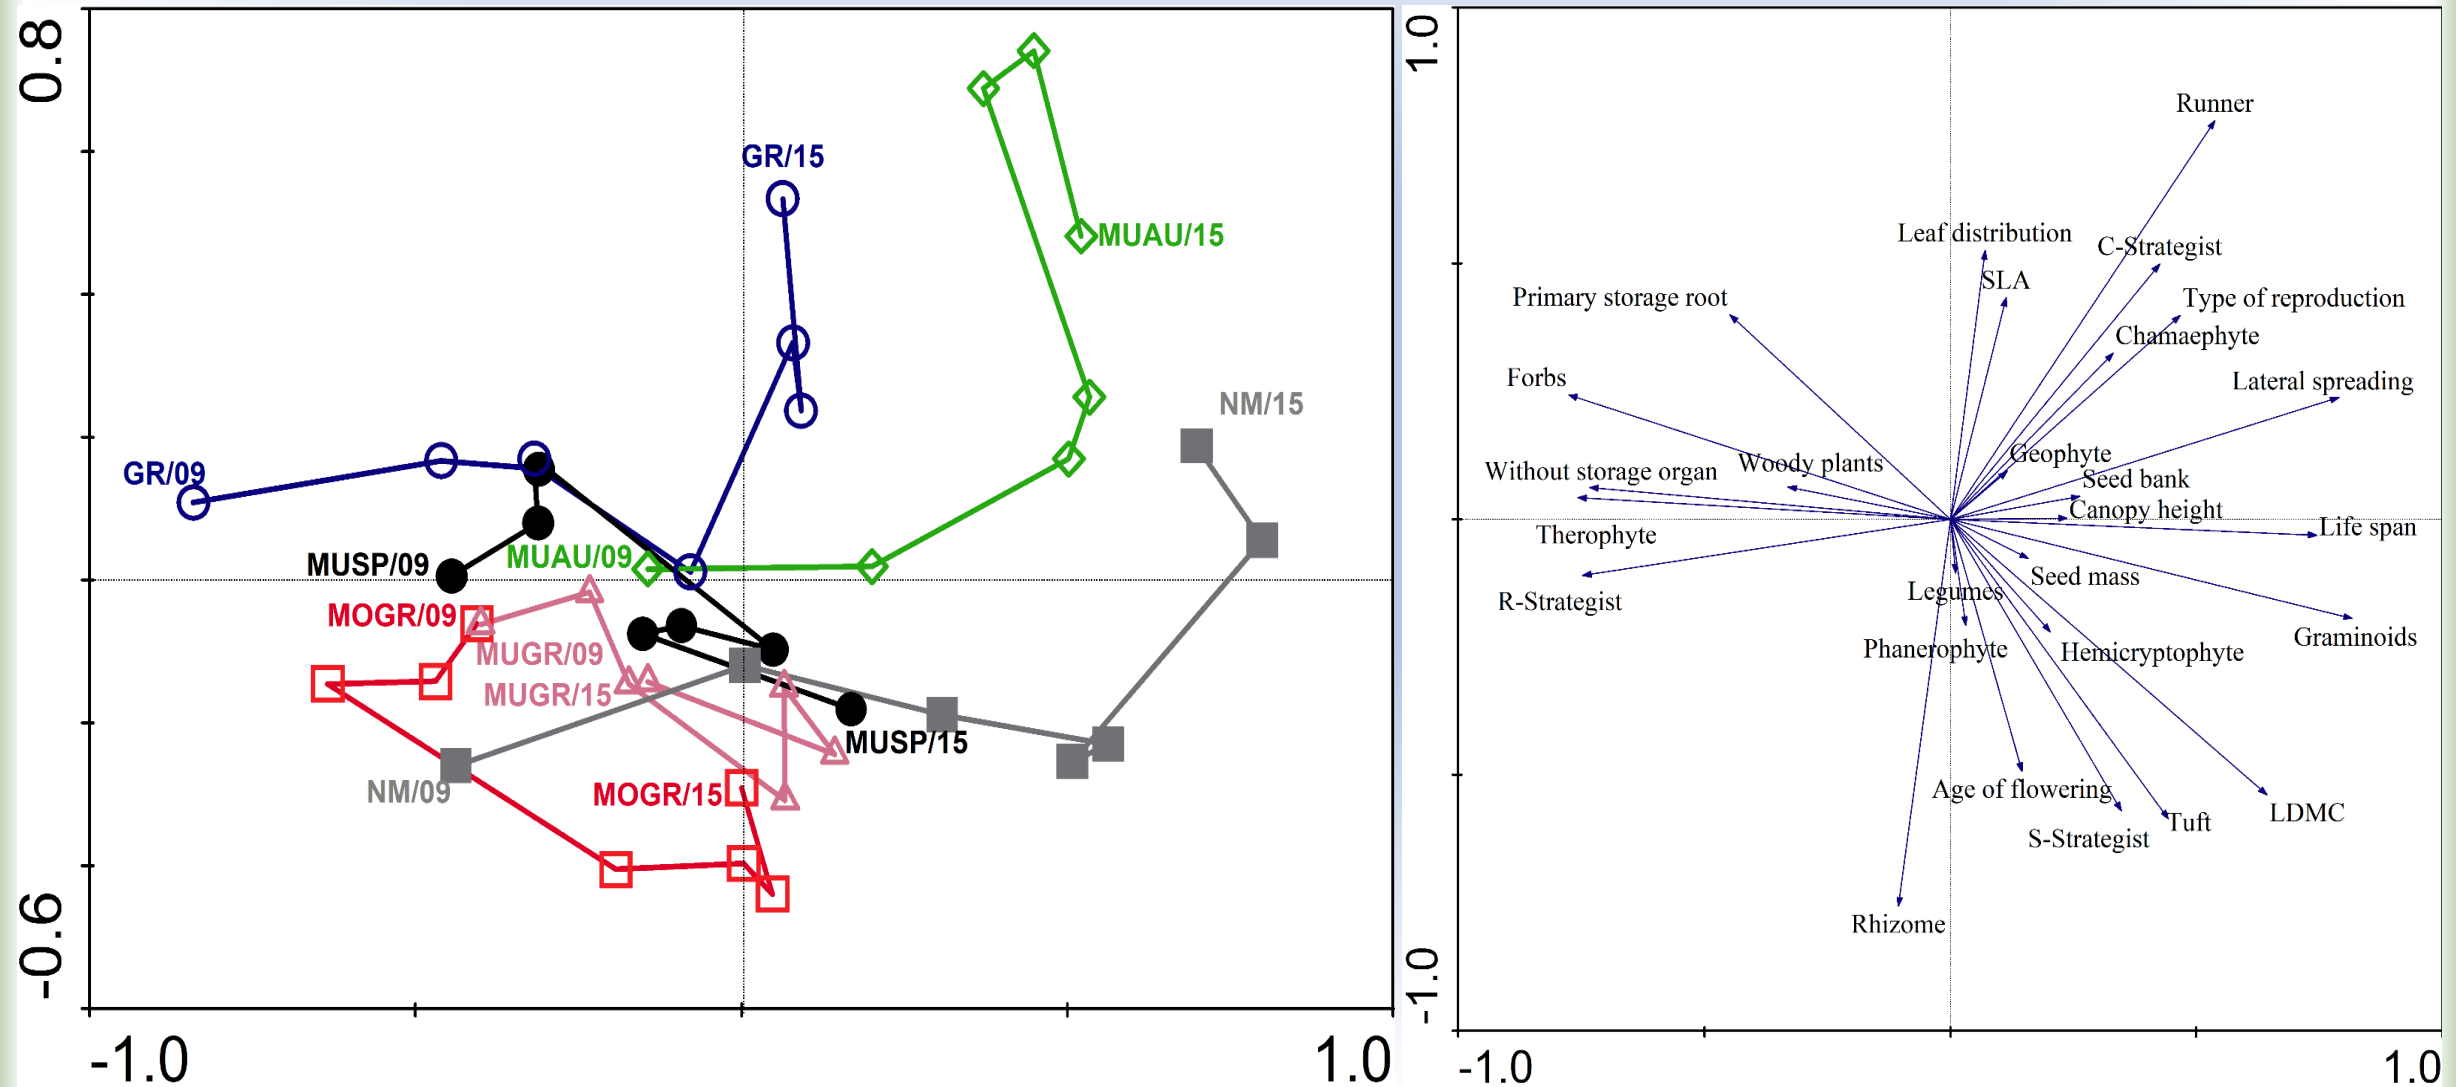 0.8
GR/15
MUAU/15
NM/15
GR/09
MUSP/09
MUAU/09
MOGR/09
MUGR/09
MUGR/15
MUSP/15
NM/09
MOGR/15
-0.6
-1.0
1.0
1.0
Runner
Leaf distribution
C-Strategist
SLA
Primary storage root
Type of reproduction
Chamaephyte
Forbs
Lateral spreading
Geophyte
Without storage organ
Woody plants
Seed bank
Canopy height
Life span
Therophyte
Seed mass
Legumes
R-Strategist
Graminoids
Phanerophyte
Hemicryptophyte
Age of flowering
LDMC
Tuft
S-Strategist
Rhizome
-1.0
-1.0
1.0